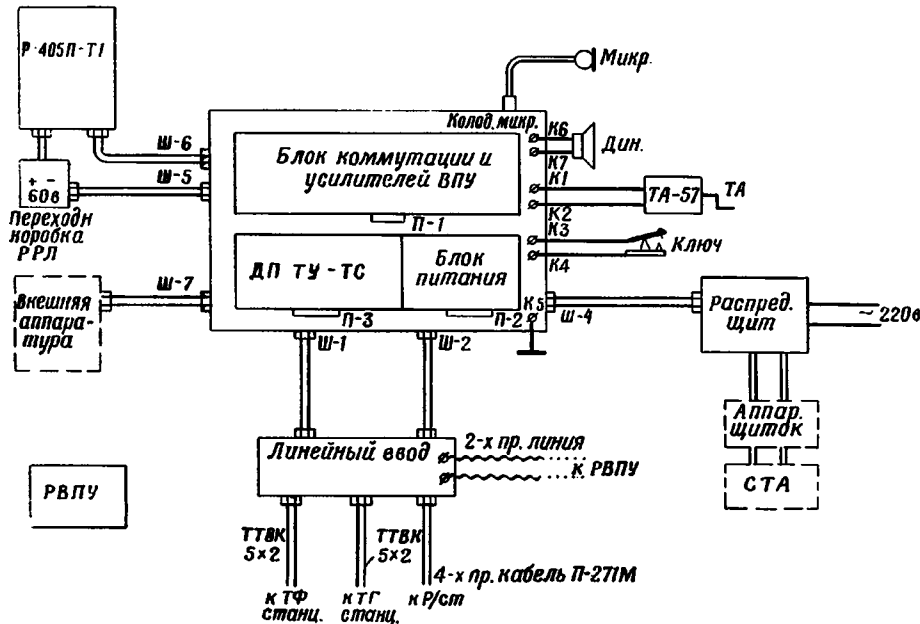 Р-405П-Т1
Микр.
Колод. микр.
К6
Ш-6
Блок коммутации и
усилителей ВПУ
Дин.
К7
+ -
60в
Ш-5
К1
ТА-57
ТА
К2
Переходн
коробка
РРЛ
П-1
К3
Ключ
ДП ТУ-ТС
Блок
питания
К4
Ш-7
Внешняя
аппара-
тура
К5
Ш-4
Распред.
щит
~ 220в
П-3
П-2
Ш-1
Ш-2
Аппар.
щиток
Линейный ввод
2-х пр. линия
к РВПУ
СТА
РВПУ
ТТВК
5×2
ТТВК
5×2
4-х пр. кабель П-271М
к ТФ
станц.
к ТГ
станц.
к Р/ст